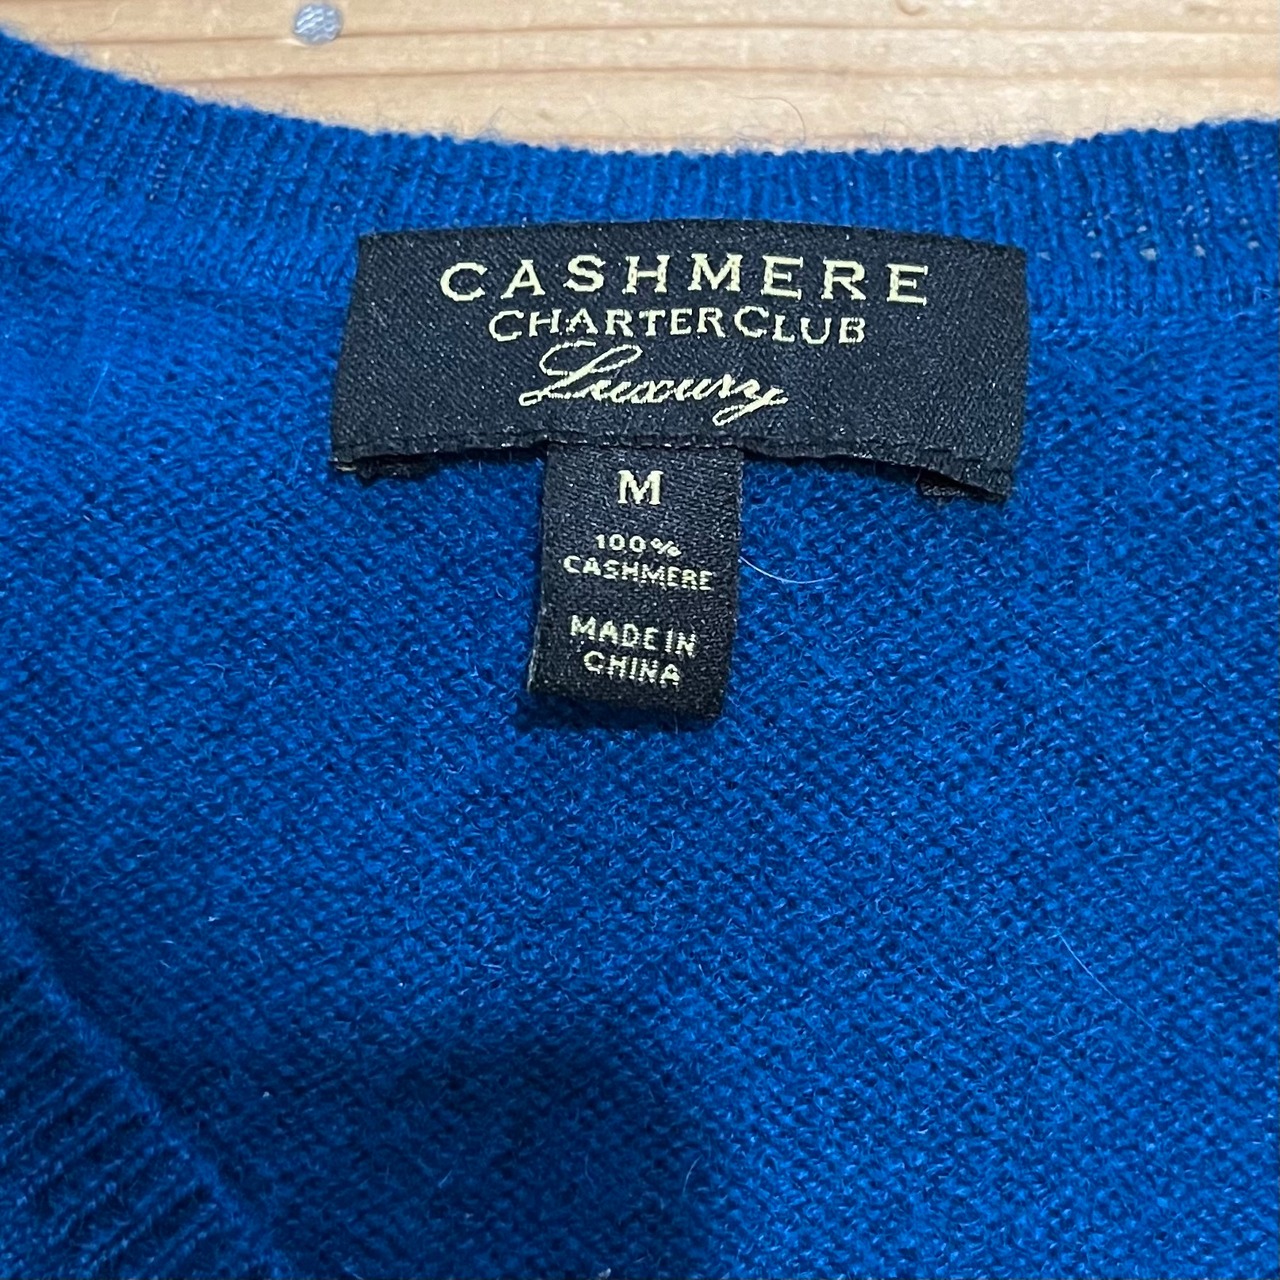 CASHMERE
CHARTER CLUB
Luxury
M
100%
CASHMERE
MADE IN
CHINA